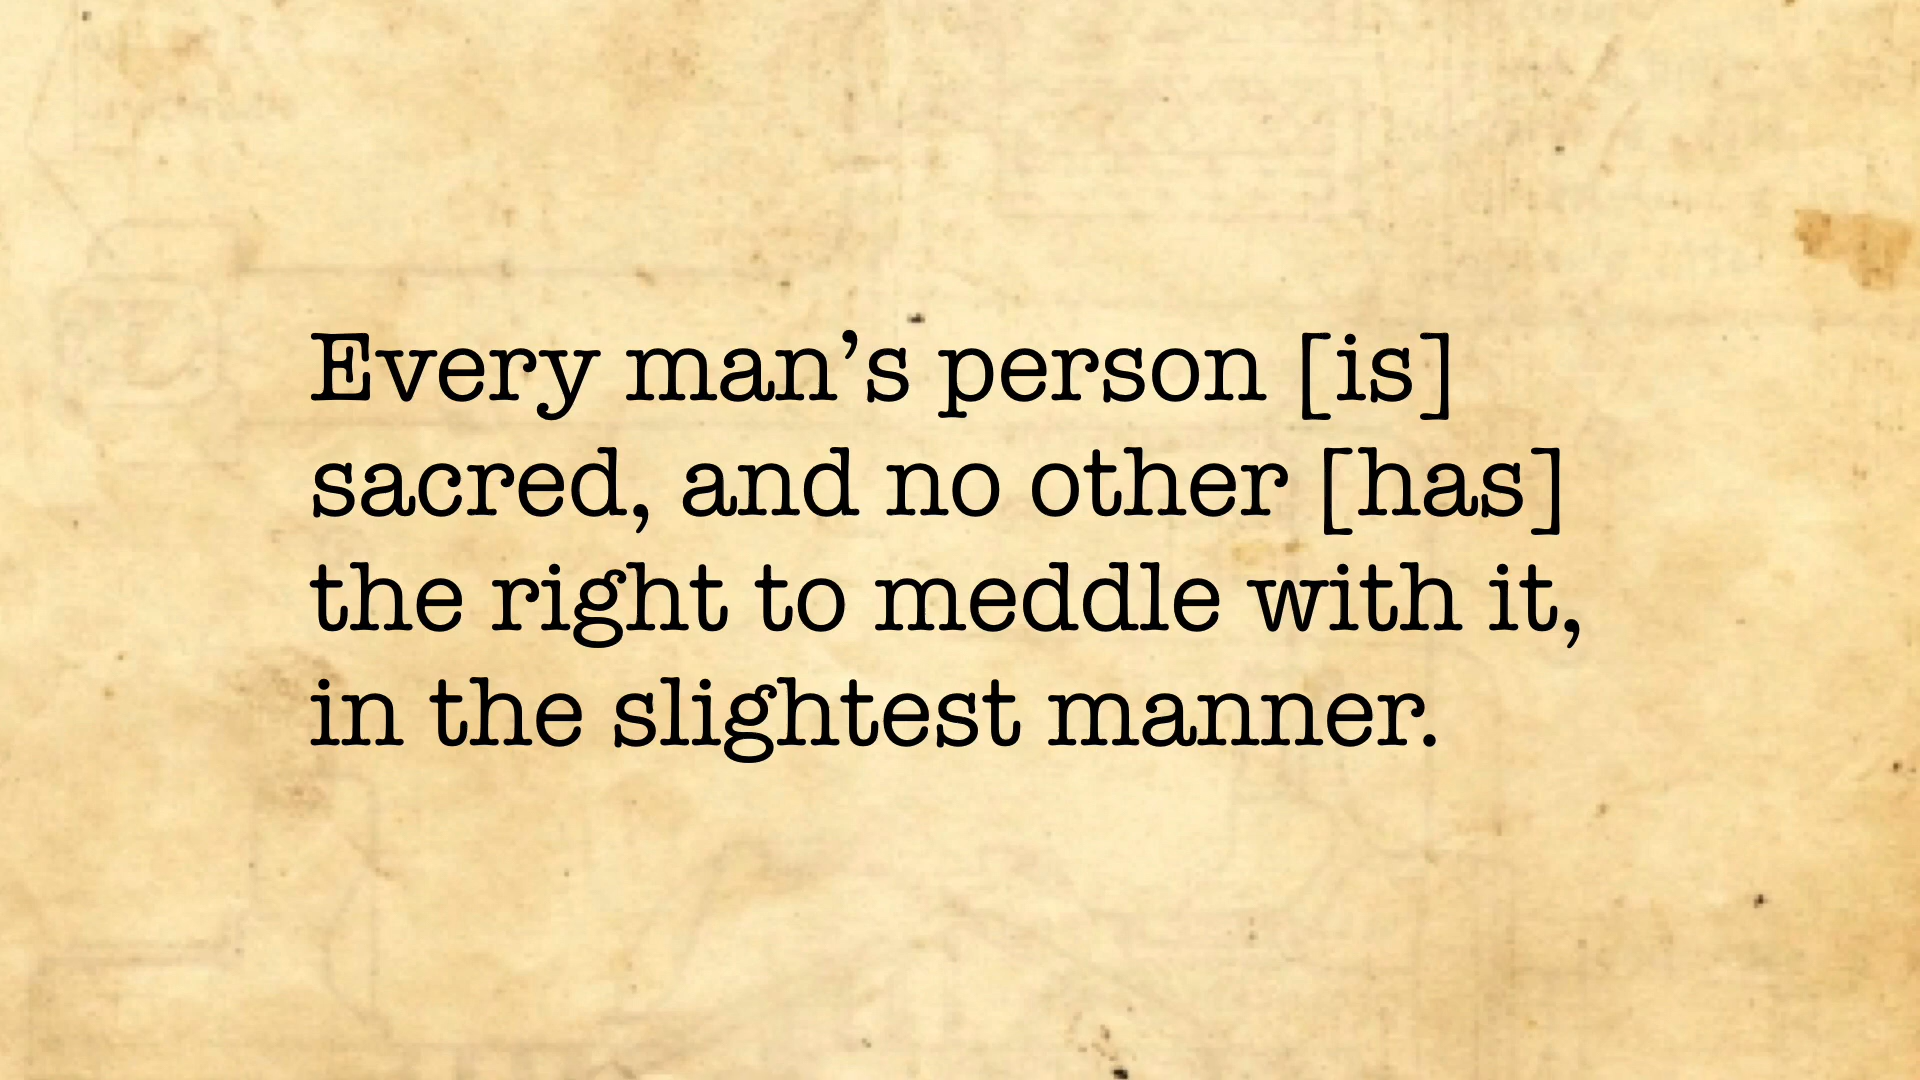 Every man’s person [is]
sacred, and no other [has]
the right to meddle with it,
in the slightest manner.